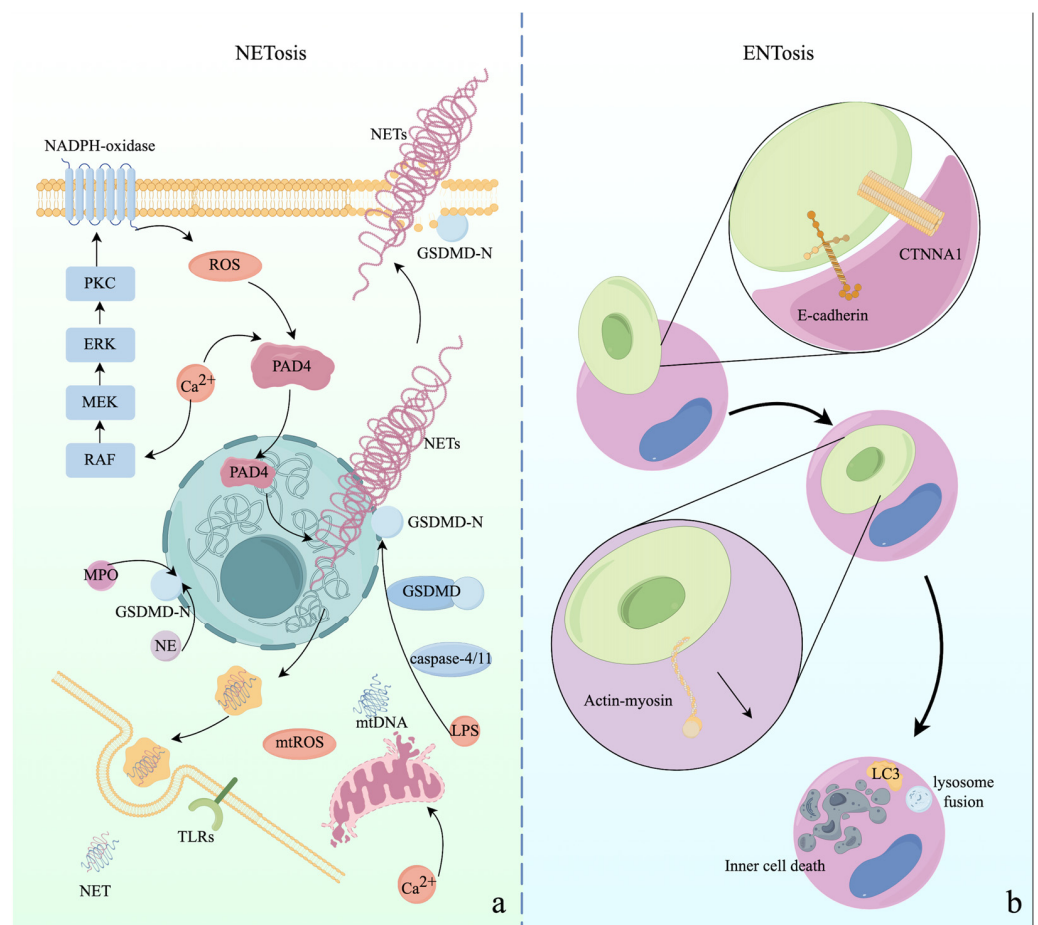 NETosis
NADPH-oxidase
NETs
GSDMD-N
ROS
PKC
ERK
MEK
RAF
Ca2+
PAD4
PAD4
NETs
GSDMD-N
MPO
GSDMD-N
NE
GSDMD
caspase-4/11
LPS
mtDNA
mtROS
TLRs
NET
Ca2+
a
ENTosis
CTNNA1
E-cadherin
Actin-myosin
LC3
lysosome
fusion
Inner cell death
b